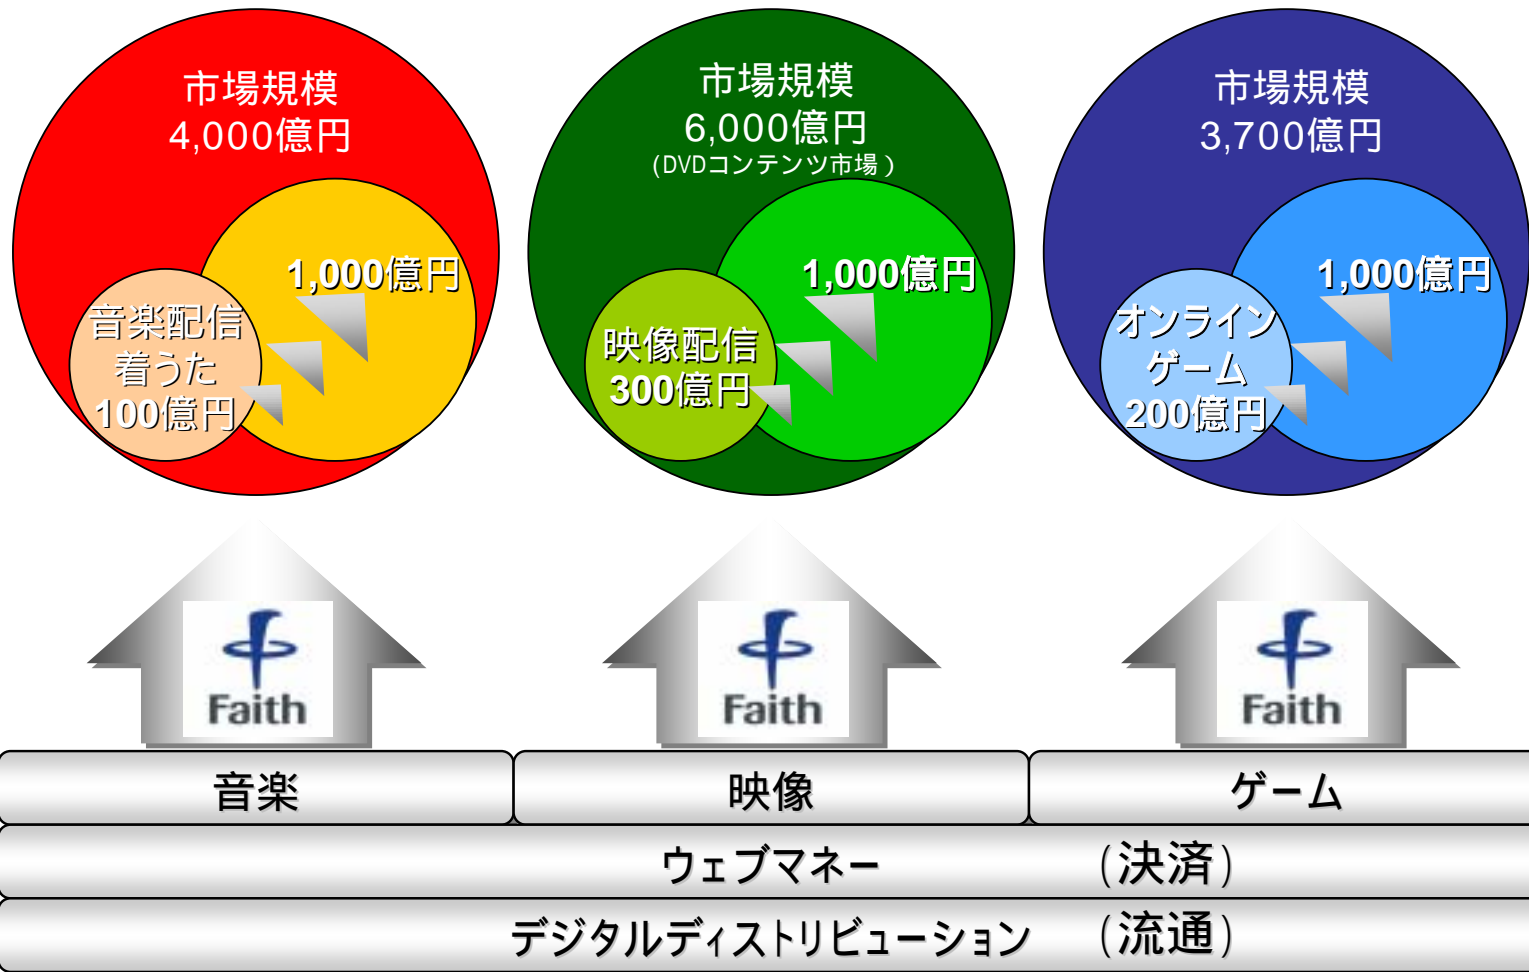 市場規模
4,000億円
1,000億円
音楽配信
着うた
100億円
市場規模
6,000億円
(DVDコンテンツ市場)
1,000億円
映像配信
300億円
市場規模
3,700億円
1,000億円
オンライン
ゲーム
200億円
Faith
Faith
Faith
音楽
映像
ゲーム
ウェブマネー (決済)
デジタルディストリビューション (流通)